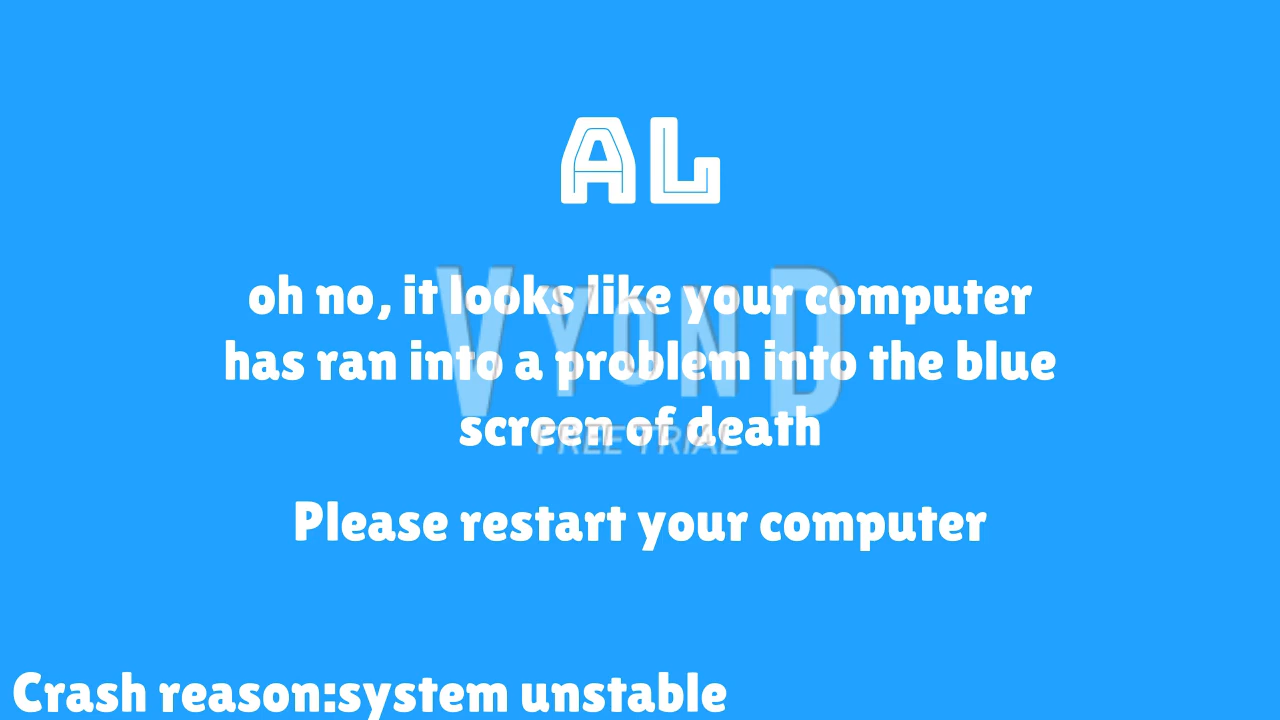 AL
oh no, it looks like your computer
has ran into a problem into the blue
screen of death
VYOND
FREE TRIAL
Please restart your computer
Crash reason:system unstable